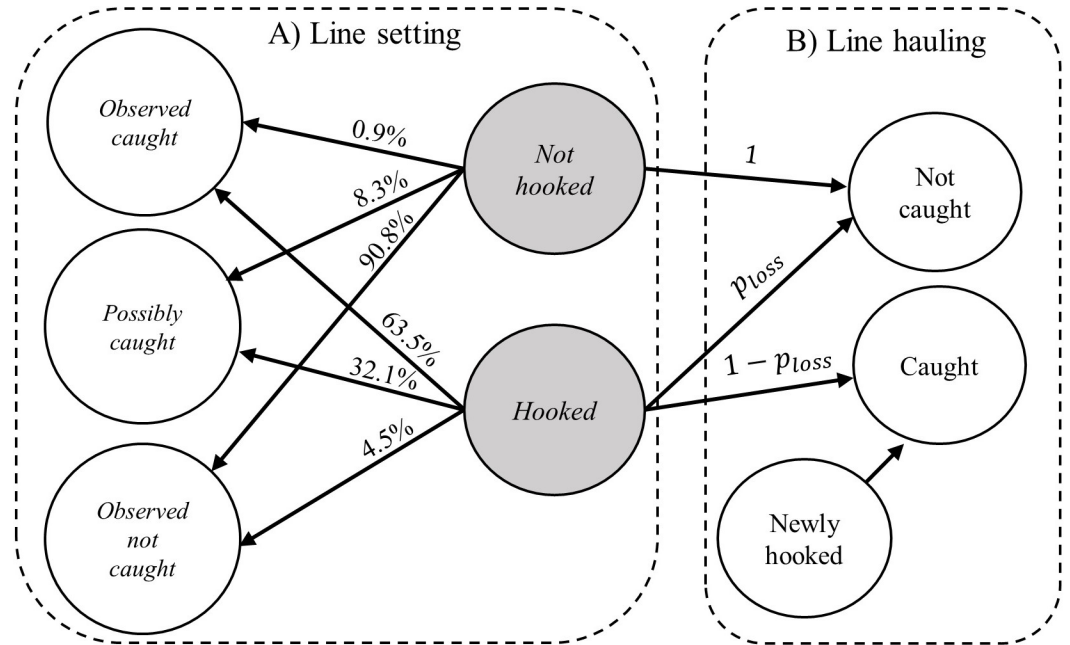 A) Line setting
Observed
caught
Possibly
caught
Observed
not
caught
0.9%
8.3%
90.8%
63.5%
32.1%
4.5%
Not
hooked
Hooked
B) Line hauling
1
p_loss
1 − p_loss
Not
caught
Caught
Newly
hooked